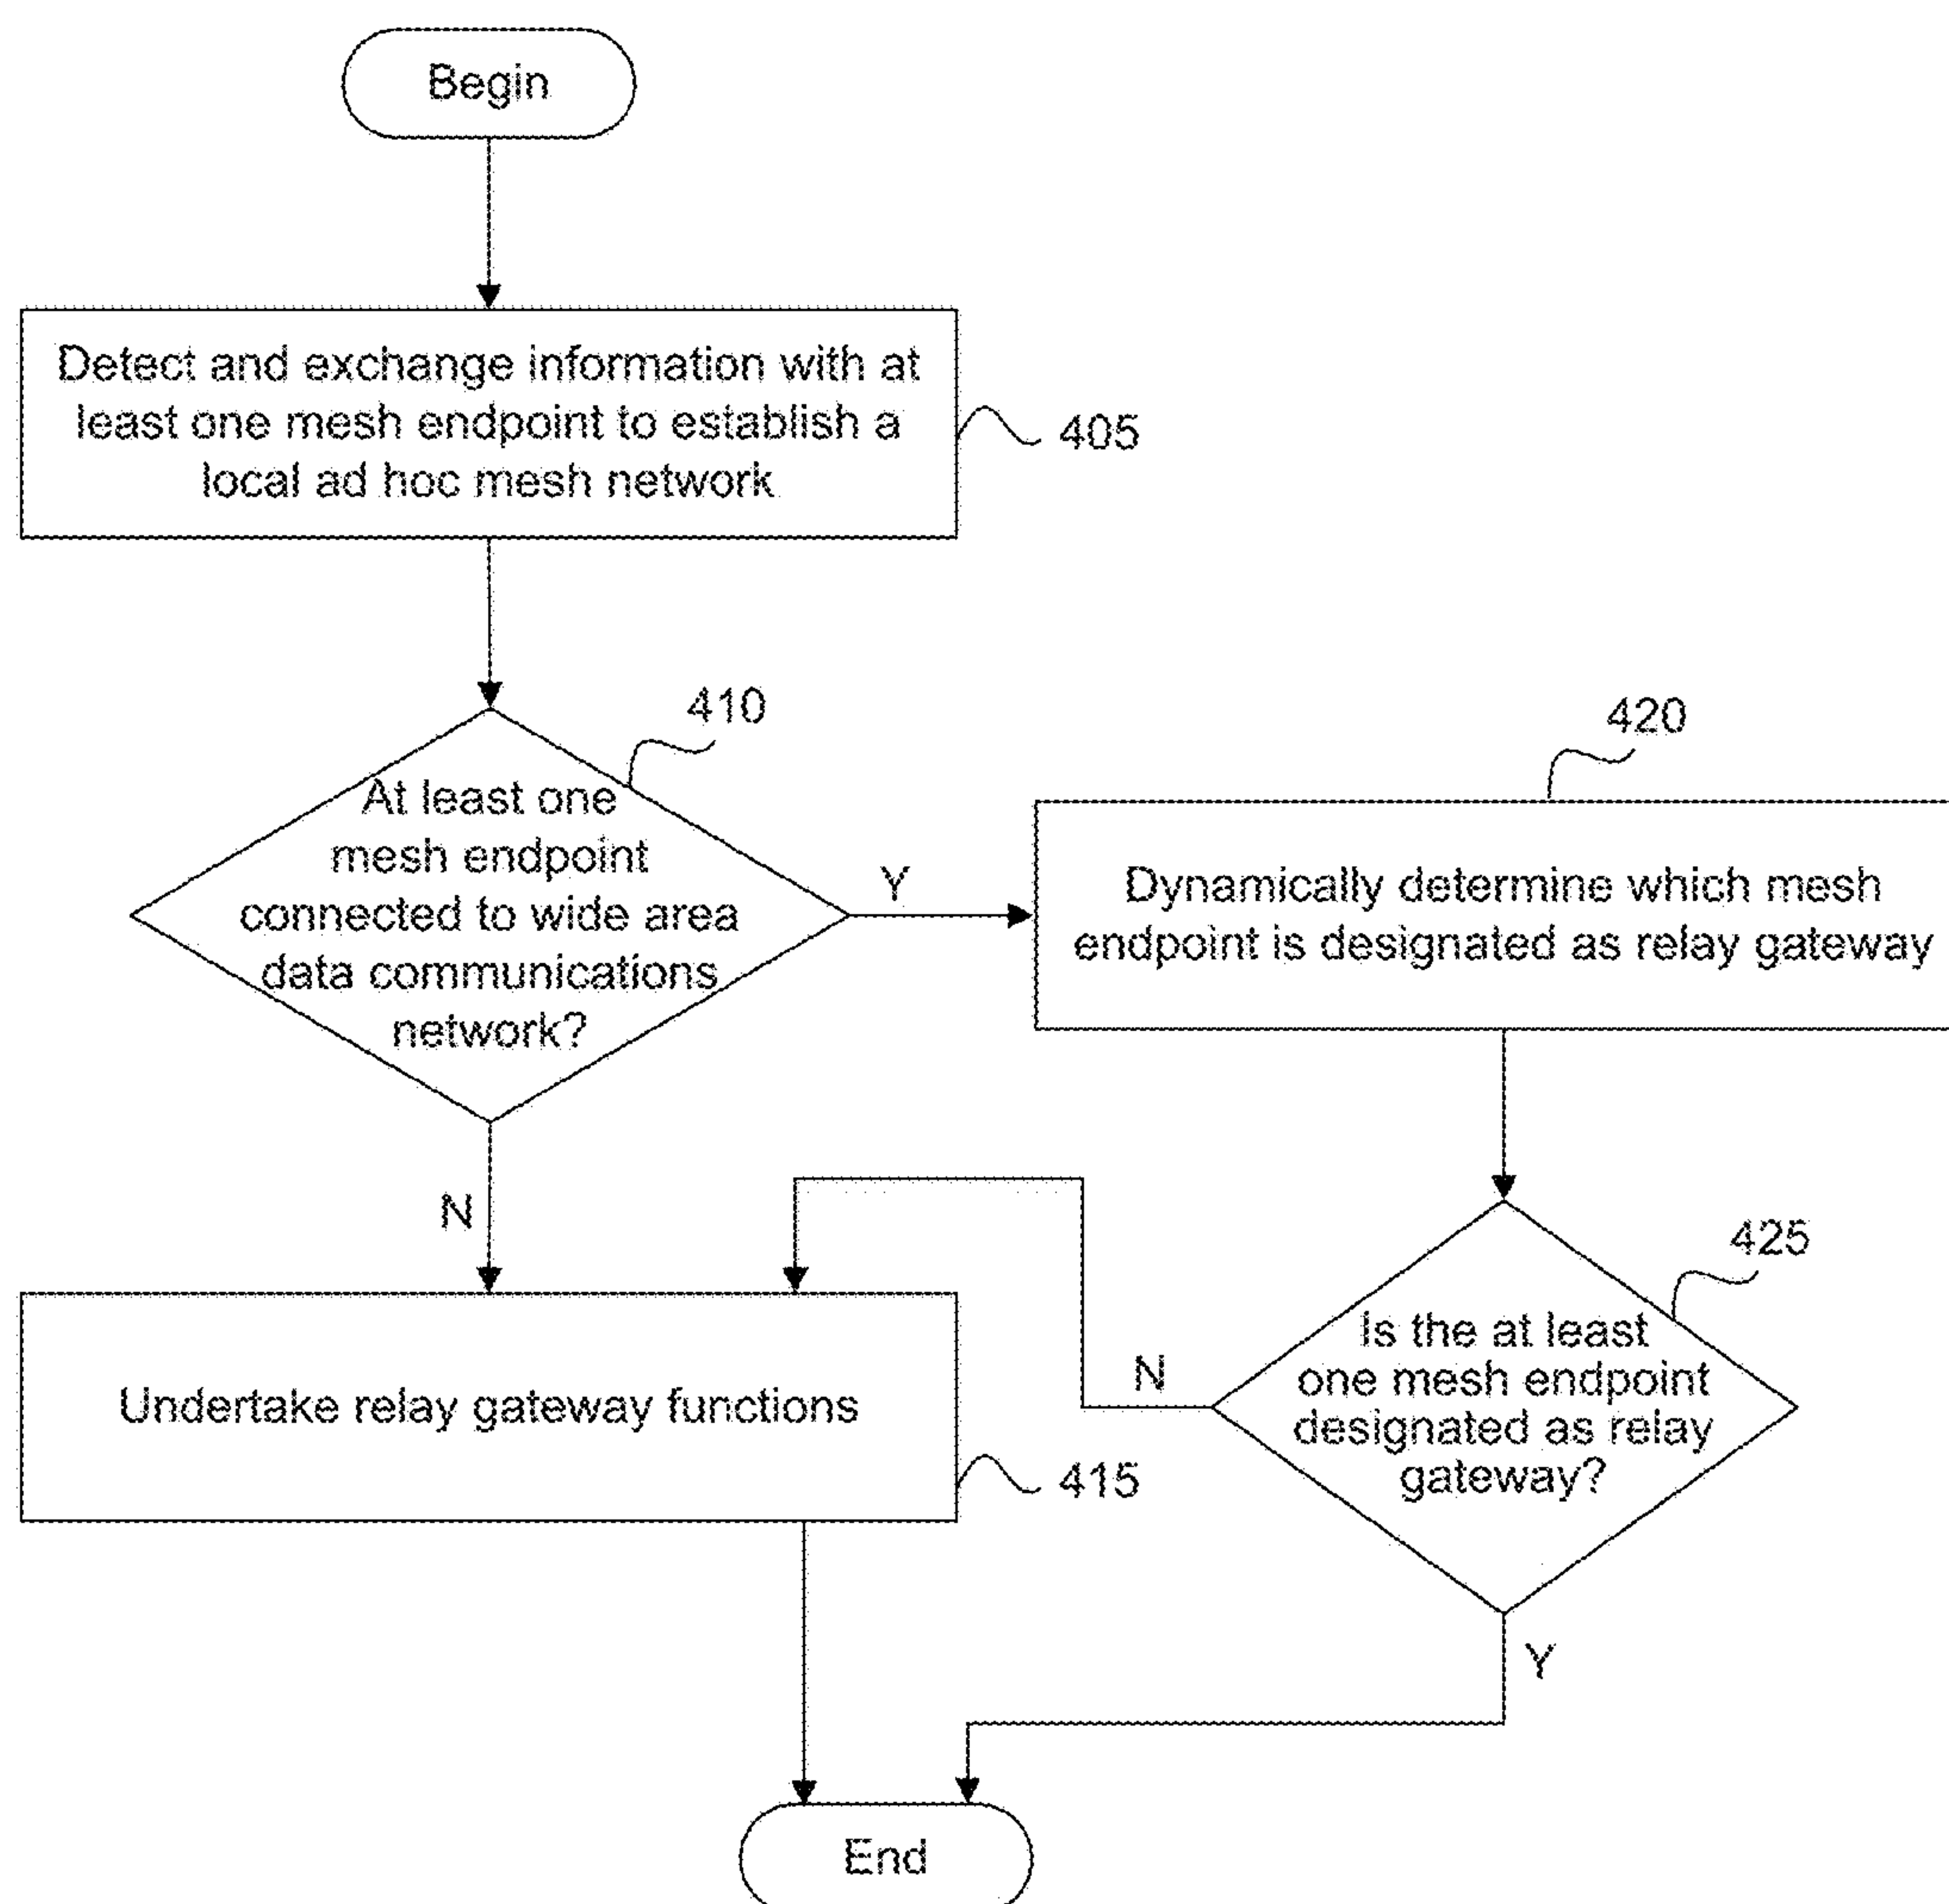 Begin
Detect and exchange information with at
least one mesh endpoint to establish a
local ad hoc mesh network
405
410
At least one
mesh endpoint
connected to wide area
data communications
network?
Y
420
Dynamically determine which mesh
endpoint is designated as relay gateway
N
Undertake relay gateway functions
415
425
Is the at least
one mesh endpoint
designated as relay
gateway?
N
Y
End